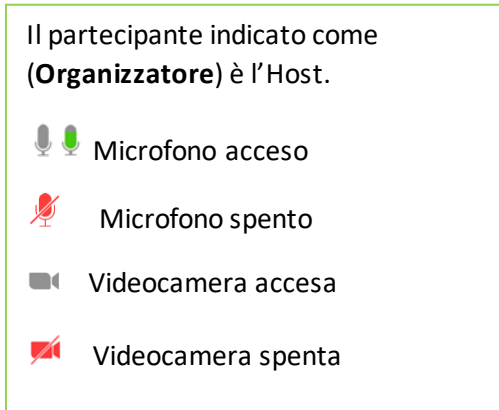 Il partecipante indicato come
(Organizzatore) è l’Host.
Microfono acceso
Microfono spento
Videocamera accesa
Videocamera spenta